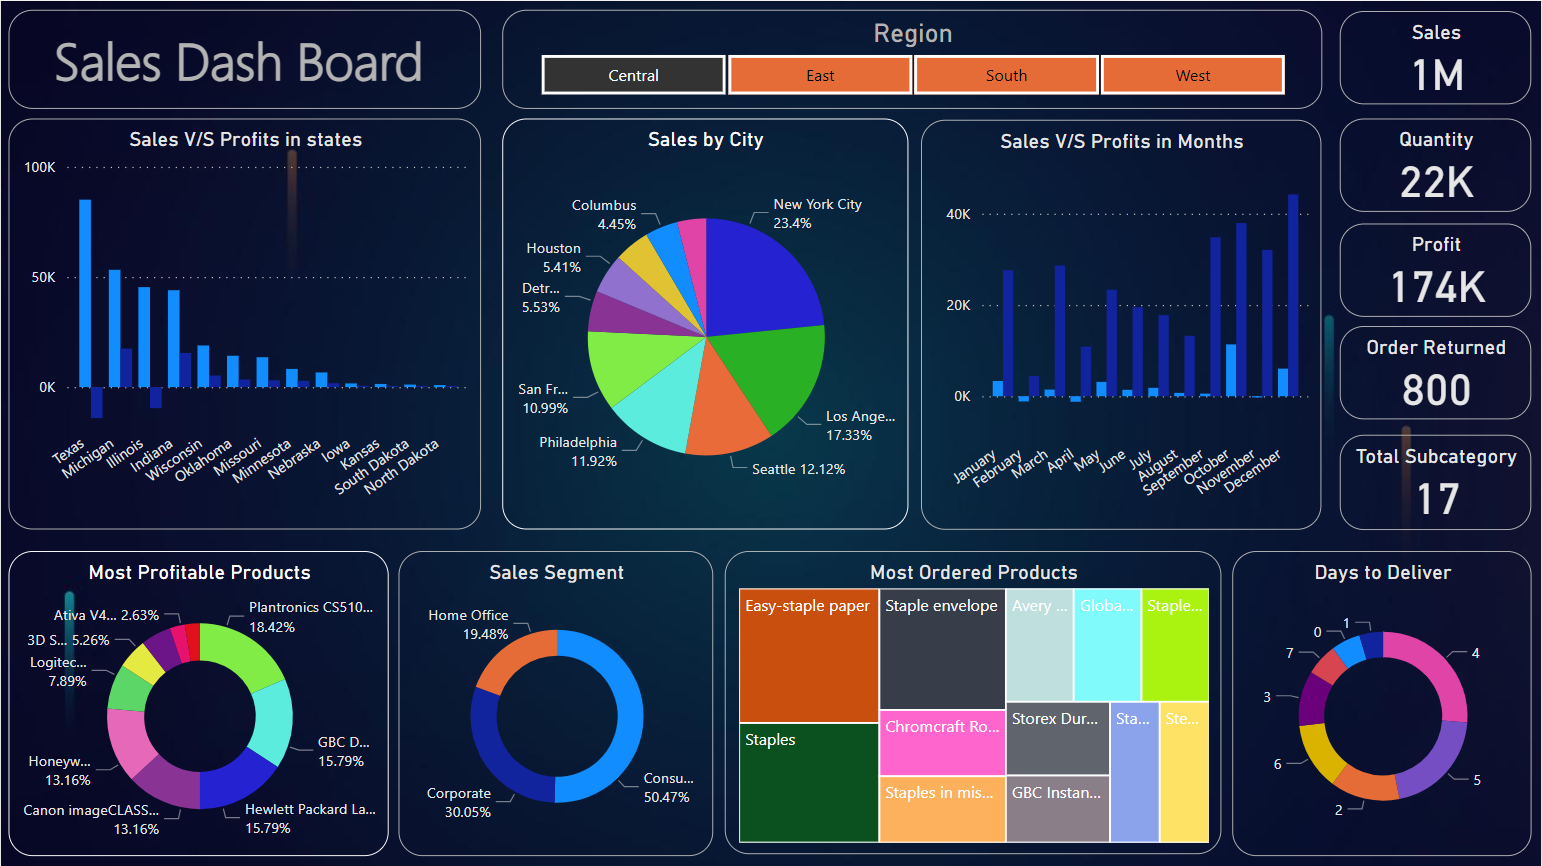 Sales Dash Board
Region
Central
East
South
West
Sales
1M
Sales V/S Profits in states
100K
50K
0K
Texas
Michigan
Illinois
Indiana
Wisconsin
Oklahoma
Missouri
Minnesota
Nebraska
Iowa
Kansas
South Dakota
North Dakota
Sales by City
New York City
23.4%
Los Ange...
17.33%
Seattle 12.12%
Philadelphia
11.92%
San Fr...
10.99%
Detr...
5.53%
Houston
5.41%
Columbus
4.45%
Sales V/S Profits in Months
40K
20K
0K
January
February
March
April
May
June
July
August
September
October
November
December
Quantity
22K
Profit
174K
Order Returned
800
Total Subcategory
17
Most Profitable Products
Plantronics CS510...
18.42%
GBC D...
15.79%
Hewlett Packard La...
15.79%
Canon imageCLASS...
13.16%
Honeyw...
13.16%
Logitec...
7.89%
3D S... 5.26%
Ativa V4... 2.63%
Sales Segment
Home Office
19.48%
Corporate
30.05%
Consu...
50.47%
Most Ordered Products
Easy-staple paper
Staples
Staple envelope
Chromcraft Ro...
Staples in mis...
Avery ...
Globa...
Staple...
Storex Dur...
GBC Instan...
Sta...
Ste...
Days to Deliver
4
5
2
6
3
7
0
1